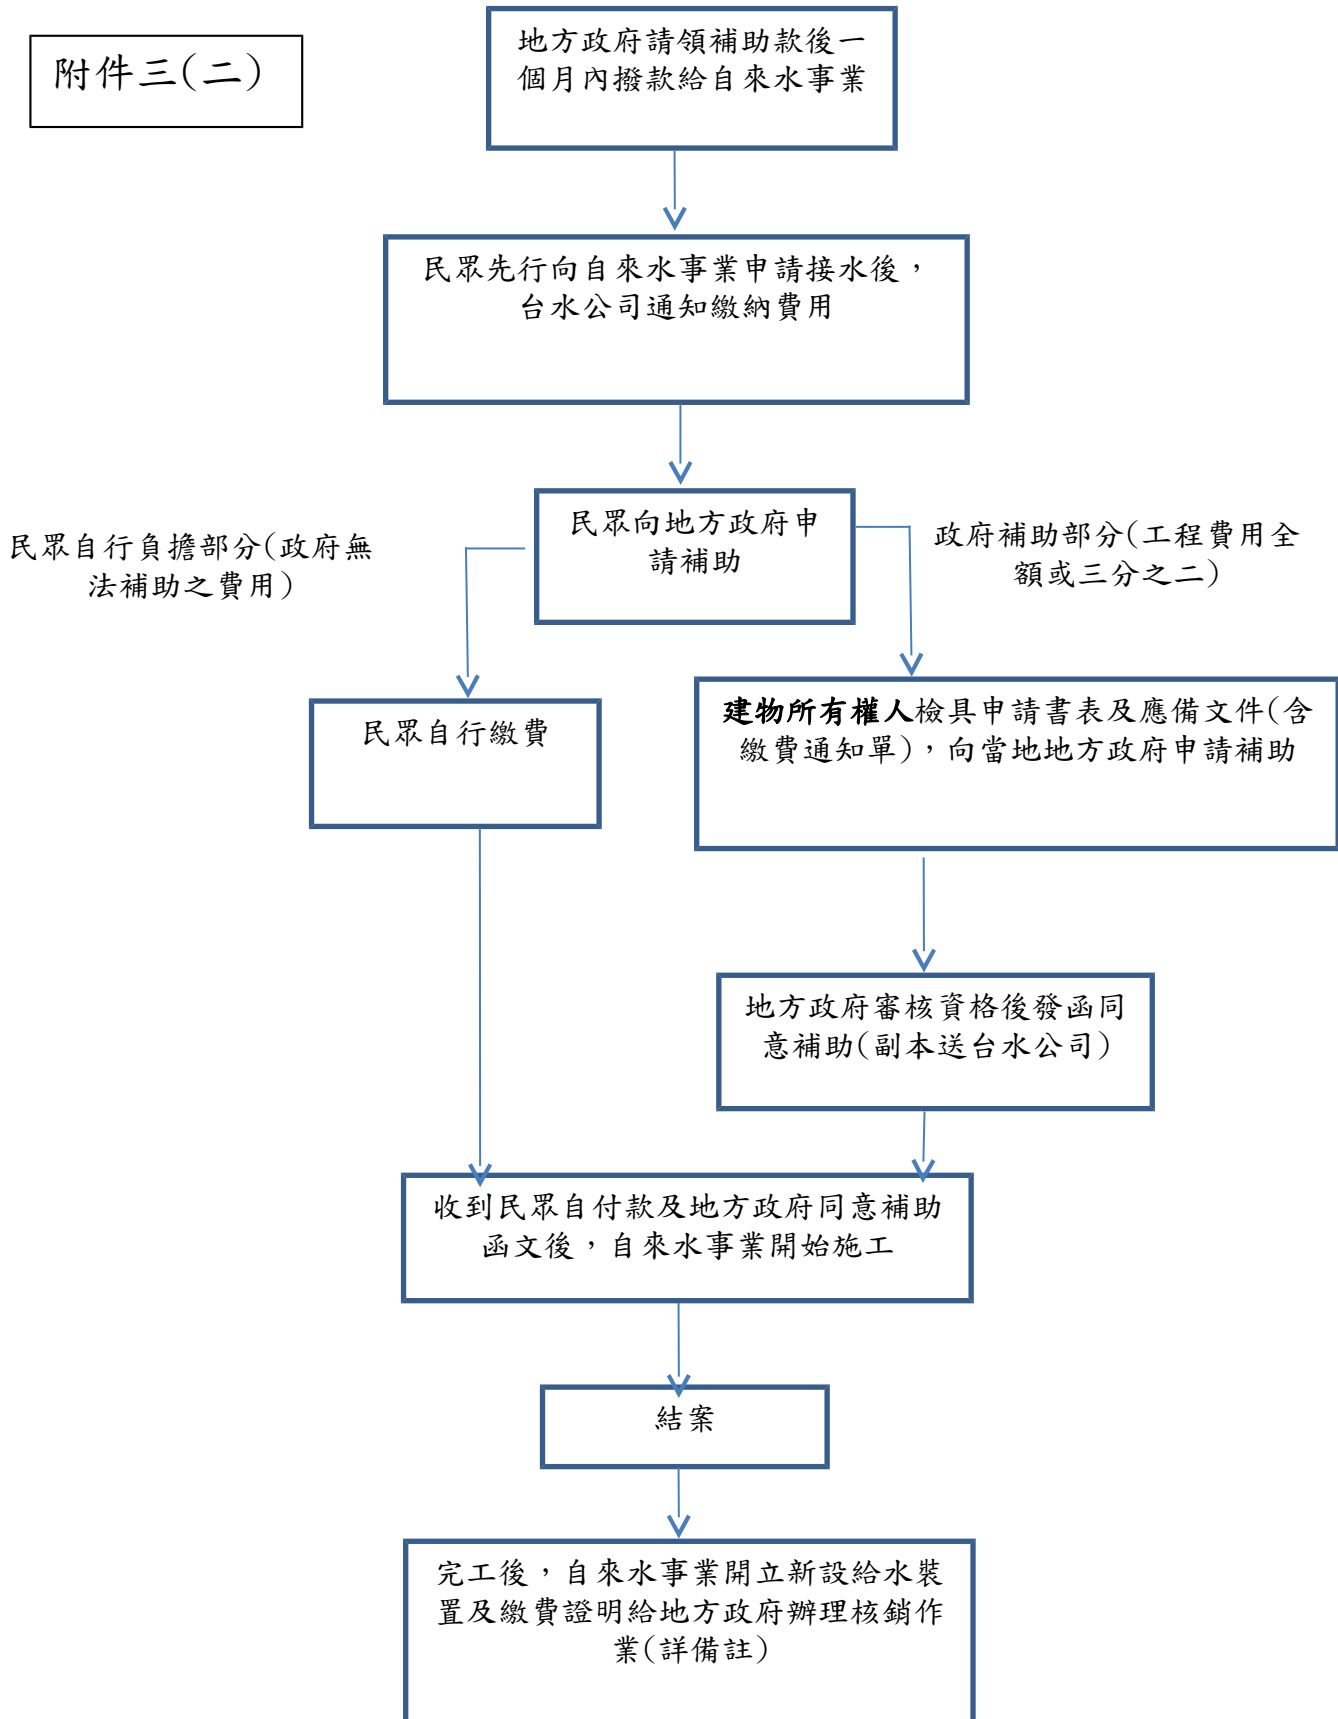 附件三(二)
地方政府請領補助款後一
個月內撥款給自來水事業
民眾先行向自來水事業申請接水後，
台水公司通知繳納費用
民眾向地方政府申
請補助
民眾自行負擔部分(政府無
法補助之費用)
政府補助部分(工程費用全
額或三分之二)
民眾自行繳費
建物所有權人檢具申請書表及應備文件(含
繳費通知單)，向當地地方政府申請補助
地方政府審核資格後發函同
意補助(副本送台水公司)
收到民眾自付款及地方政府同意補助
函文後，自來水事業開始施工
結案
完工後，自來水事業開立新設給水裝
置及繳費證明給地方政府辦理核銷作
業(詳備註)